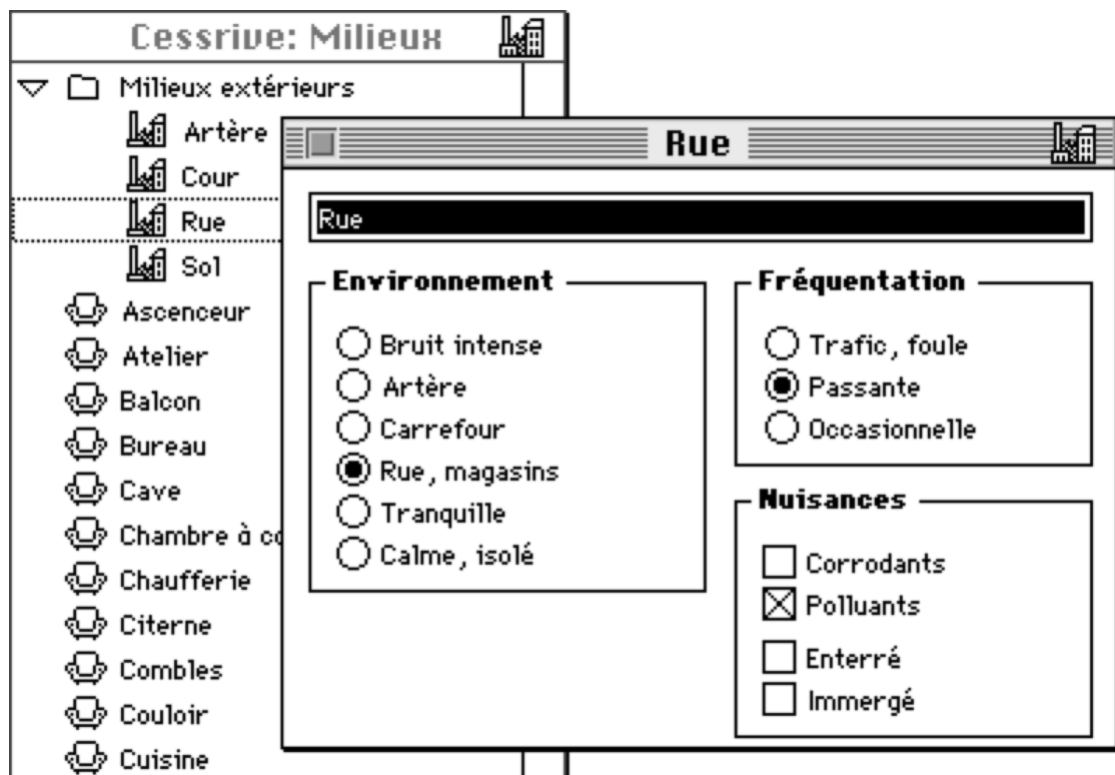 Cessrive: Milieux
Milieux extérieurs
Artère
Cour
Rue
Sol
Ascenceur
Atelier
Balcon
Bureau
Cave
Chambre à
Chaufferie
Citerne
Combles
Couloir
Cuisine
Rue
Rue
Environnement
Bruit intense
Artère
Carrefour
Rue, magasins
Tranquille
Calme, isolé
Fréquentation
Trafic, foule
Passante
Occasionnelle
Nuisances
Corrodants
Polluants
Enterré
Immergé